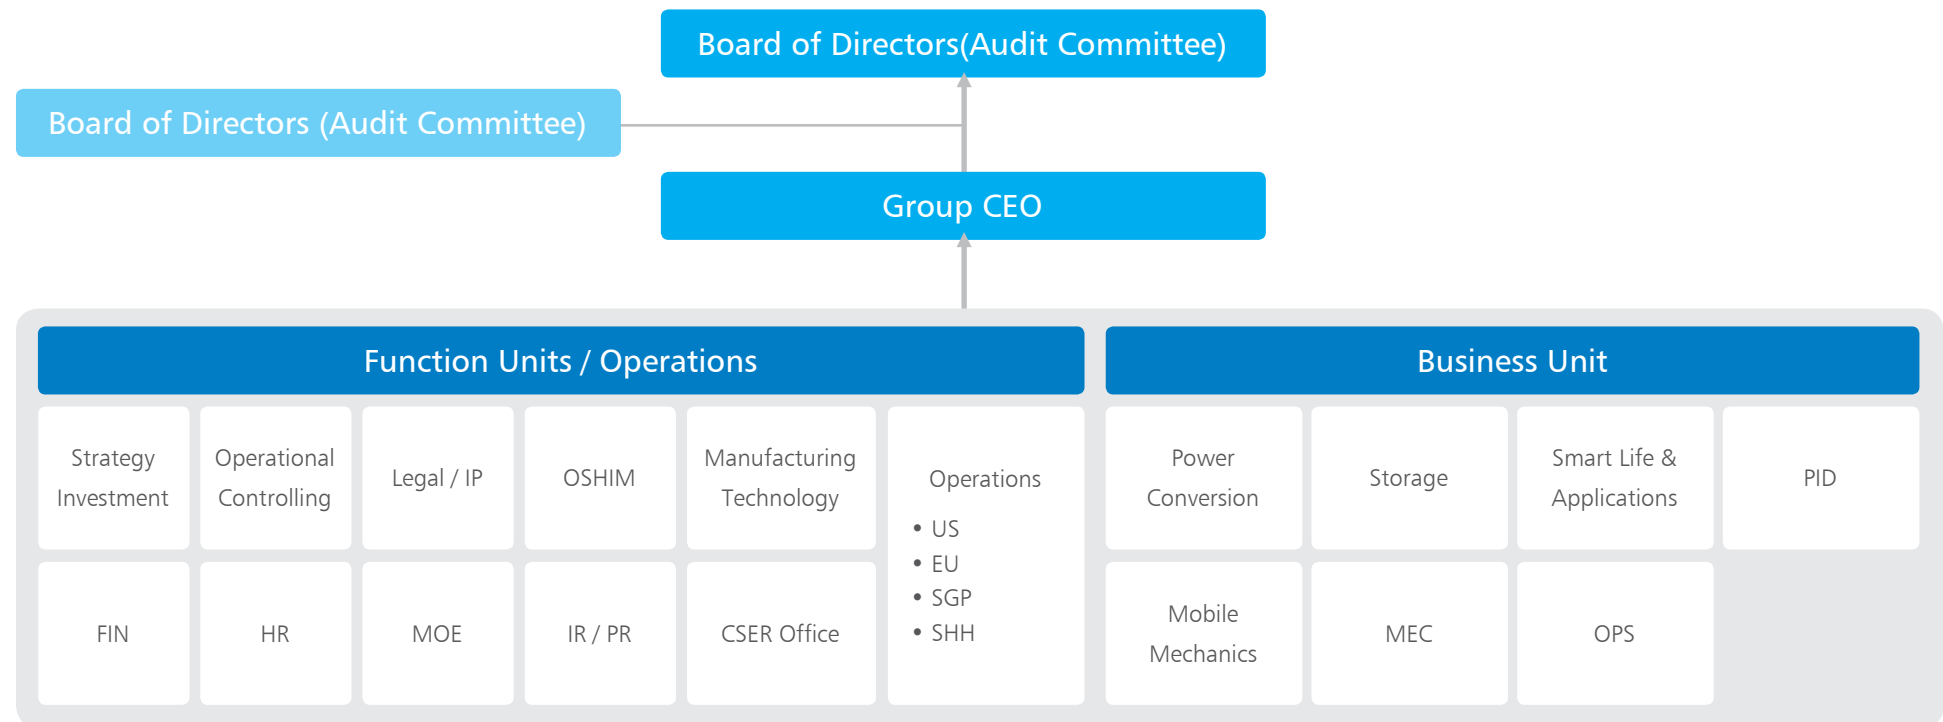 Board of Directors(Audit Committee)
Board of Directors (Audit Committee)
Group CEO
Function Units / Operations
Strategy
Investment
Operational
Controlling
Legal / IP
OSHIM
Manufacturing
Technology
FIN
HR
MOE
IR / PR
CSER Office
Operations
• US
• EU
• SGP
• SHH
Business Unit
Power
Conversion
Storage
Smart Life &
Applications
PID
Mobile
Mechanics
MEC
OPS